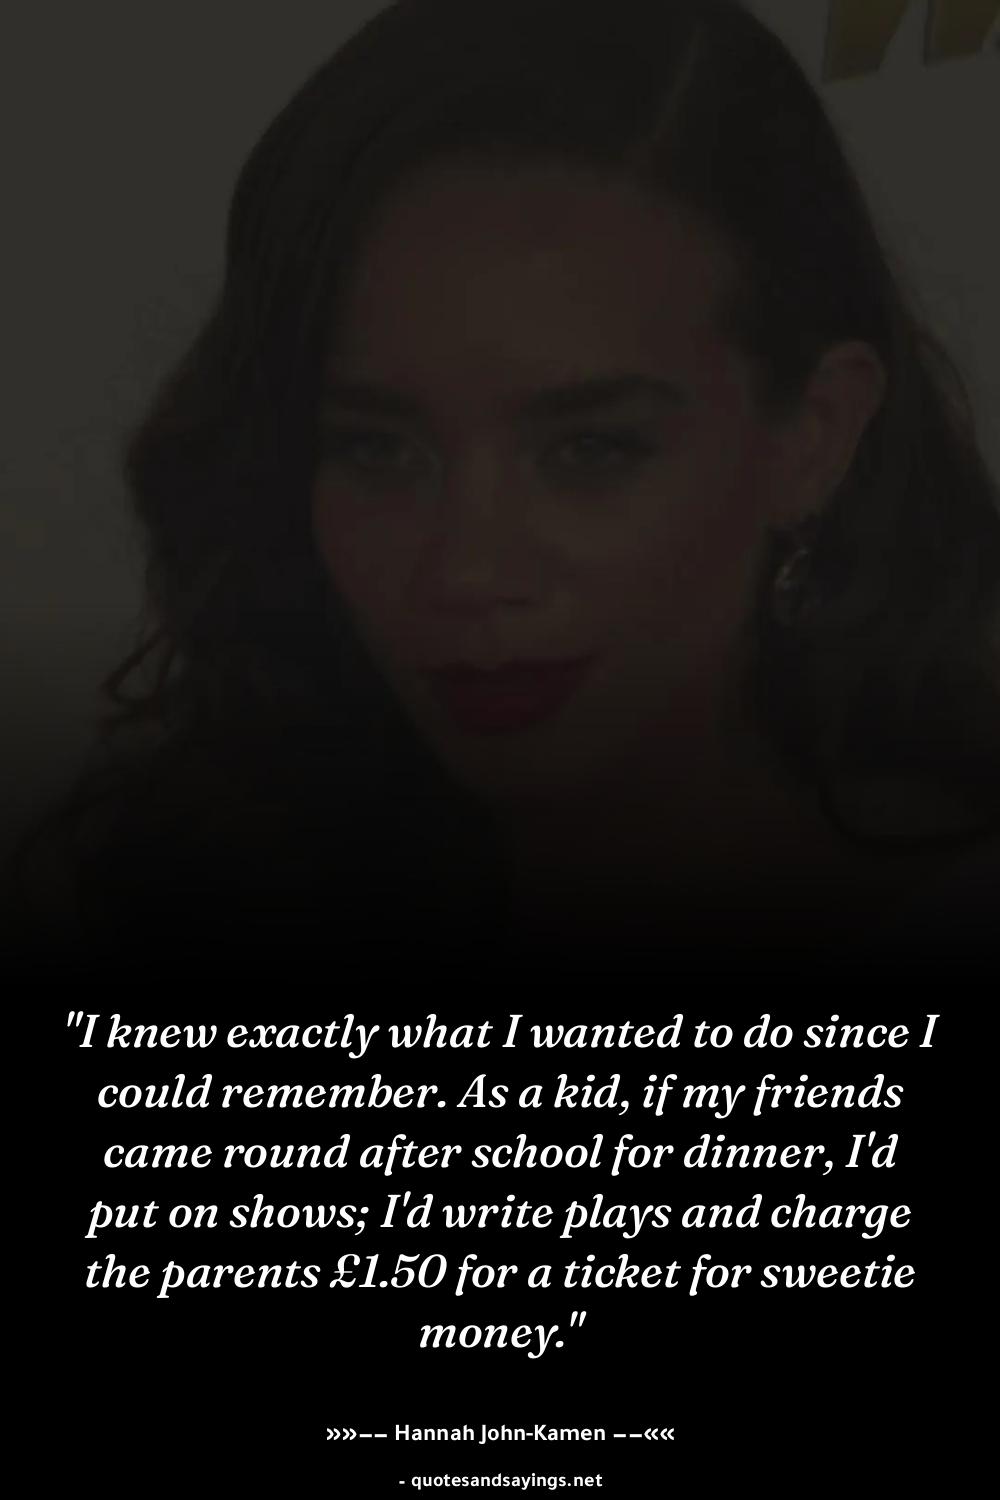 "I knew exactly what I wanted to do since I
could remember. As a kid, if my friends
came round after school for dinner, I'd
put on shows; I'd write plays and charge
the parents £1.50 for a ticket for sweetie
money."
»»–– Hannah John-Kamen ––««
- quotesandsayings.net